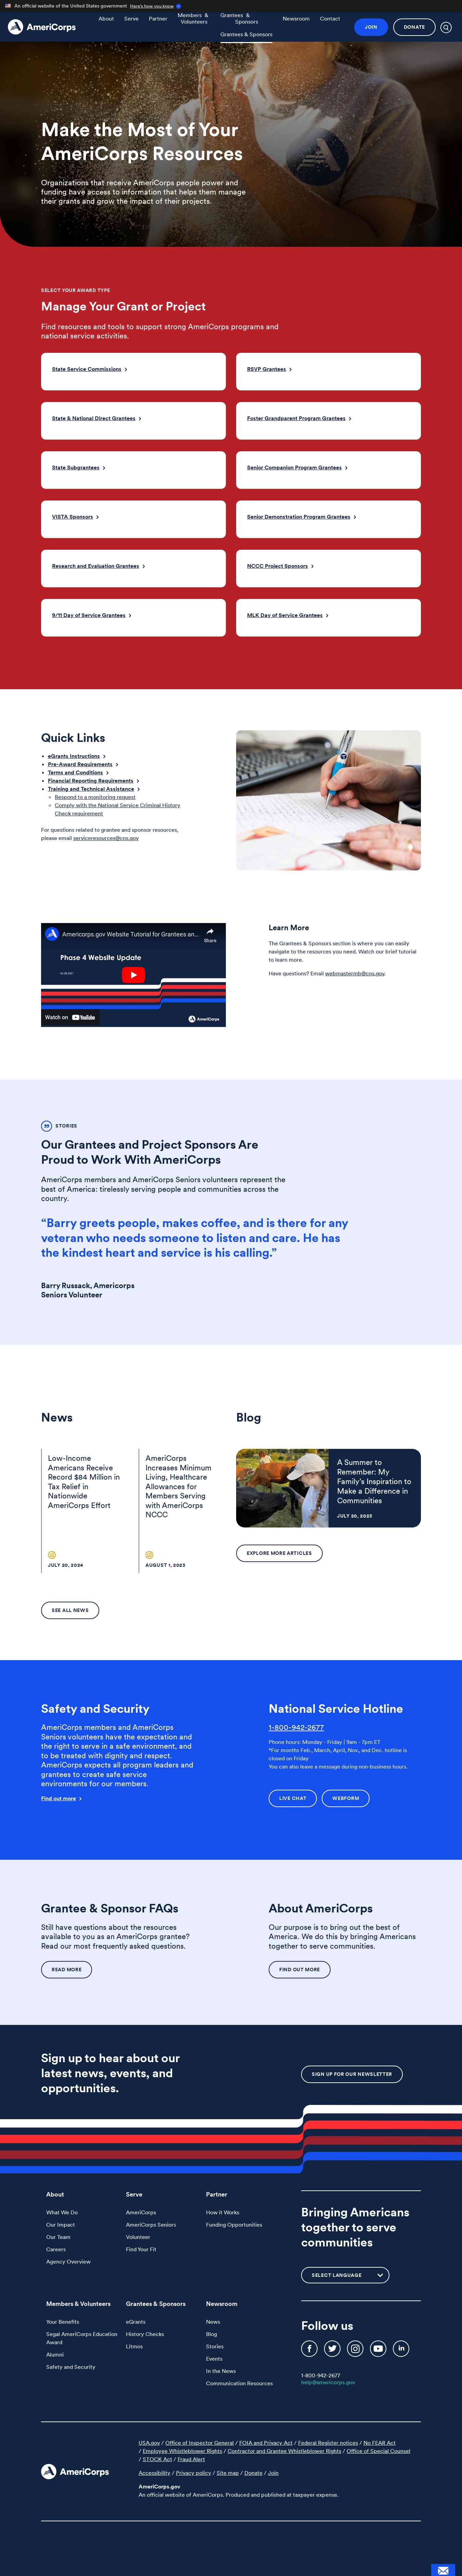 An official website of the United States government Here's how you know
AmeriCorps
About
Serve
Partner
Members &
Volunteers
Grantees &
Sponsors
Grantees & Sponsors
Newsroom
Contact
JOIN
DONATE
Make the Most of Your
AmeriCorps Resources
Organizations that receive AmeriCorps people power and
funding have access to information that helps them manage
their grants and grow the impact of their projects.
SELECT YOUR AWARD TYPE
Manage Your Grant or Project
Find resources and tools to support strong AmeriCorps programs and
national service activities.
State Service Commissions
RSVP Grantees
State & National Direct Grantees
Foster Grandparent Program Grantees
State Subgrantees
Senior Companion Program Grantees
VISTA Sponsors
Senior Demonstration Program Grantees
Research and Evaluation Grantees
NCCC Project Sponsors
9/11 Day of Service Grantees
MLK Day of Service Grantees
Quick Links
eGrants Instructions
Pre-Award Requirements
Terms and Conditions
Financial Reporting Requirements
Training and Technical Assistance
Respond to a monitoring request
Comply with the National Service Criminal History
Check requirement
For questions related to grantee and sponsor resources,
please email serviceresources@cns.gov
Americorps.gov Website Tutorial for Grantees an...
Share
Phase 4 Website Update
Watch on YouTube
AmeriCorps
Learn More
The Grantees & Sponsors section is where you can easily
navigate to the resources you need. Watch our brief tutorial
to learn more.
Have questions? Email webmastermb@cns.gov.
STORIES
Our Grantees and Project Sponsors Are
Proud to Work With AmeriCorps
AmeriCorps members and AmeriCorps Seniors volunteers represent the
best of America: tirelessly serving people and communities across the
country.
“Barry greets people, makes coffee, and is there for any
veteran who needs someone to listen and care. He has
the kindest heart and service is his calling.”
Barry Russack, Americorps
Seniors Volunteer
News
Low-Income
Americans Receive
Record $84 Million in
Tax Relief in
Nationwide
AmeriCorps Effort
JULY 20, 2024
AmeriCorps
Increases Minimum
Living, Healthcare
Allowances for
Members Serving
with AmeriCorps
NCCC
AUGUST 1, 2023
SEE ALL NEWS
Blog
A Summer to
Remember: My
Family’s Inspiration to
Make a Difference in
Communities
JULY 20, 2023
EXPLORE MORE ARTICLES
Safety and Security
AmeriCorps members and AmeriCorps
Seniors volunteers have the expectation and
the right to serve in a safe environment, and
to be treated with dignity and respect.
AmeriCorps expects all program leaders and
grantees to create safe service
environments for our members.
Find out more
National Service Hotline
1-800-942-2677
Phone hours: Monday - Friday | 9am - 7pm ET
*For months Feb., March, April, Nov., and Dec. hotline is
closed on Friday
You can also leave a message during non-business hours.
LIVE CHAT
WEBFORM
Grantee & Sponsor FAQs
Still have questions about the resources
available to you as an AmeriCorps grantee?
Read our most frequently asked questions.
READ MORE
About AmeriCorps
Our purpose is to bring out the best of
America. We do this by bringing Americans
together to serve communities.
FIND OUT MORE
Sign up to hear about our
latest news, events, and
opportunities.
SIGN UP FOR OUR NEWSLETTER
About
What We Do
Our Impact
Our Team
Careers
Agency Overview
Serve
AmeriCorps
AmeriCorps Seniors
Volunteer
Find Your Fit
Partner
How it Works
Funding Opportunities
Members & Volunteers
Your Benefits
Segal AmeriCorps Education
Award
Alumni
Safety and Security
Grantees & Sponsors
eGrants
History Checks
Litmos
Newsroom
News
Blog
Stories
Events
In the News
Communication Resources
Bringing Americans
together to serve
communities
SELECT LANGUAGE
Follow us
1-800-942-2677
help@americorps.gov
AmeriCorps
USA.gov / Office of Inspector General / FOIA and Privacy Act / Federal Register notices / No FEAR Act
/ Employee Whistleblower Rights / Contractor and Grantee Whistleblower Rights / Office of Special Counsel
/ STOCK Act / Fraud Alert
Accessibility / Privacy policy / Site map / Donate / Join
AmeriCorps.gov
An official website of AmeriCorps. Produced and published at taxpayer expense.